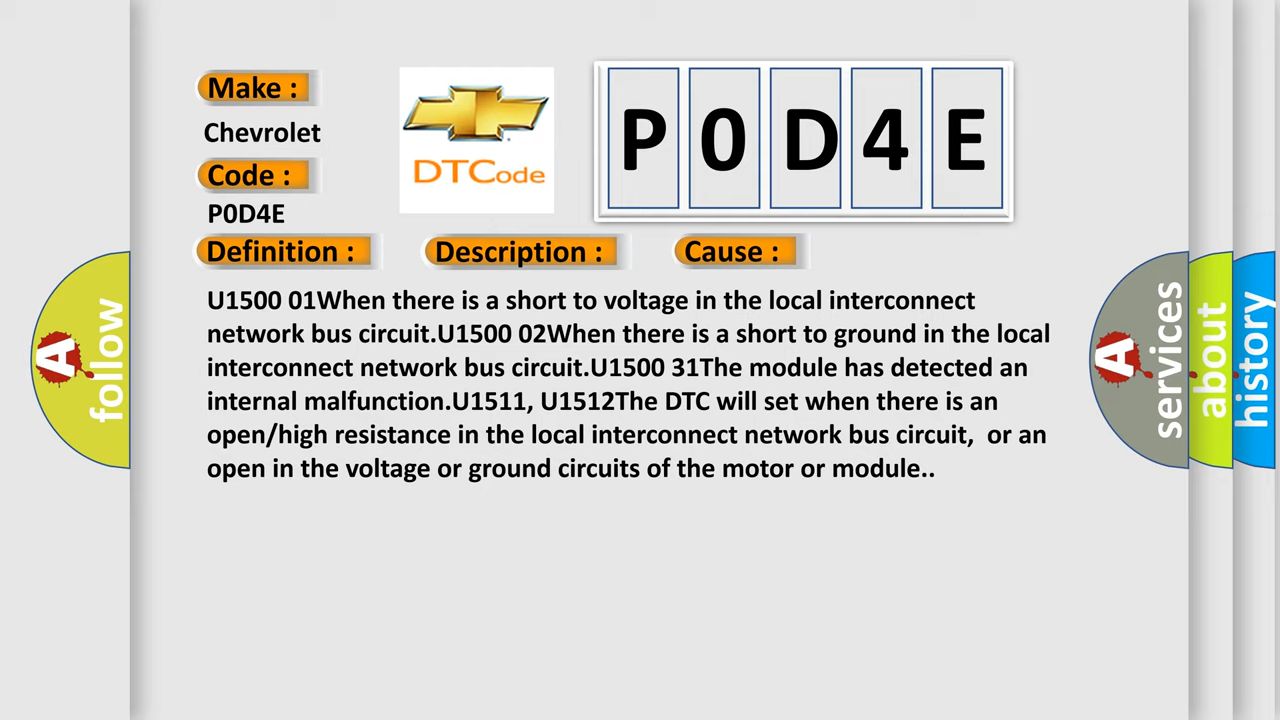 Make :
Chevrolet
Code :
P0D4E
DTCode
P 0 D 4 E
Definition :
Description :
Cause :
U1500 01When there is a short to voltage in the local interconnect
network bus circuit.U1500 02When there is a short to ground in the local
interconnect network bus circuit.U1500 31The module has detected an
internal malfunction.U1511, U1512The DTC will set when there is an
open/high resistance in the local interconnect network bus circuit,  or an
open in the voltage or ground circuits of the motor or module..
A follow
A services
about
history